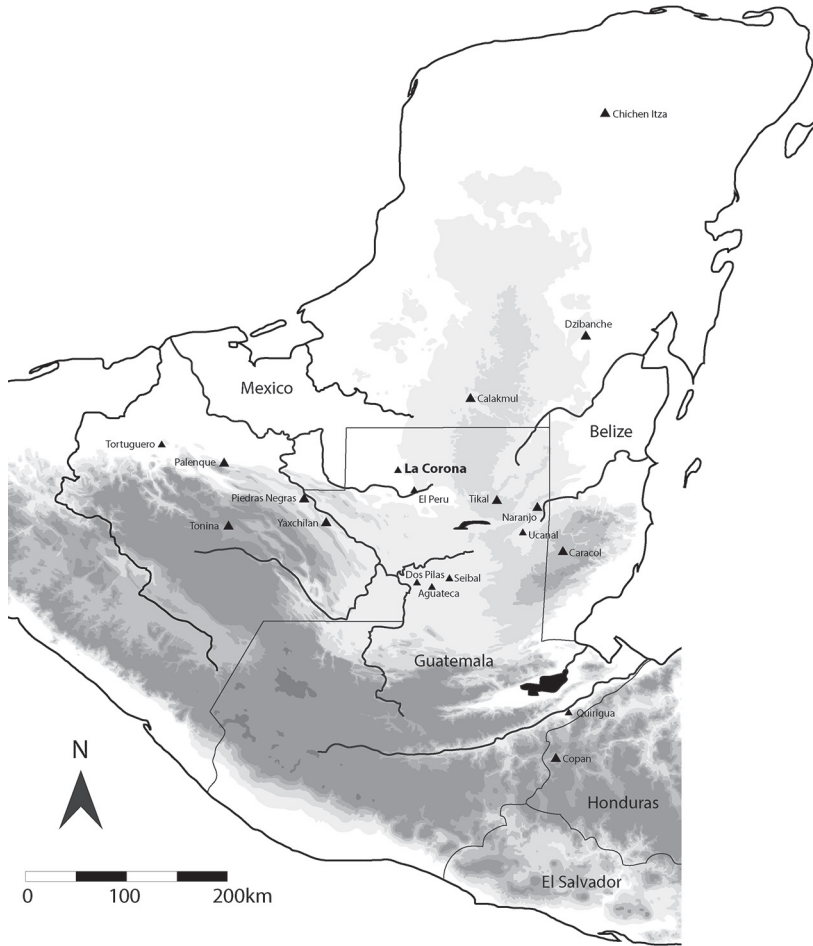 Chichen Itza
Dzibanche
Mexico
Calakmul
Belize
Tortuguero
Palenque
La Corona
Piedras Negras
El Peru
Tikal
Naranjo
Tonina
Yaxchilan
Ucanal
Caracol
Dos Pilas
Seibal
Aguateca
Guatemala
Quirigua
N
Copan
Honduras
El Salvador
0 100 200km